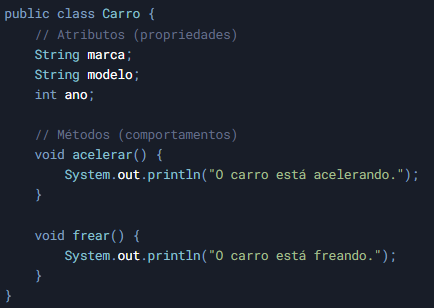 public class Carro {
    // Atributos (propriedades)
    String marca;
    String modelo;
    int ano;

    // Métodos (comportamentos)
    void acelerar() {
        System.out.println("O carro está acelerando.");
    }

    void frear() {
        System.out.println("O carro está freando.");
    }
}